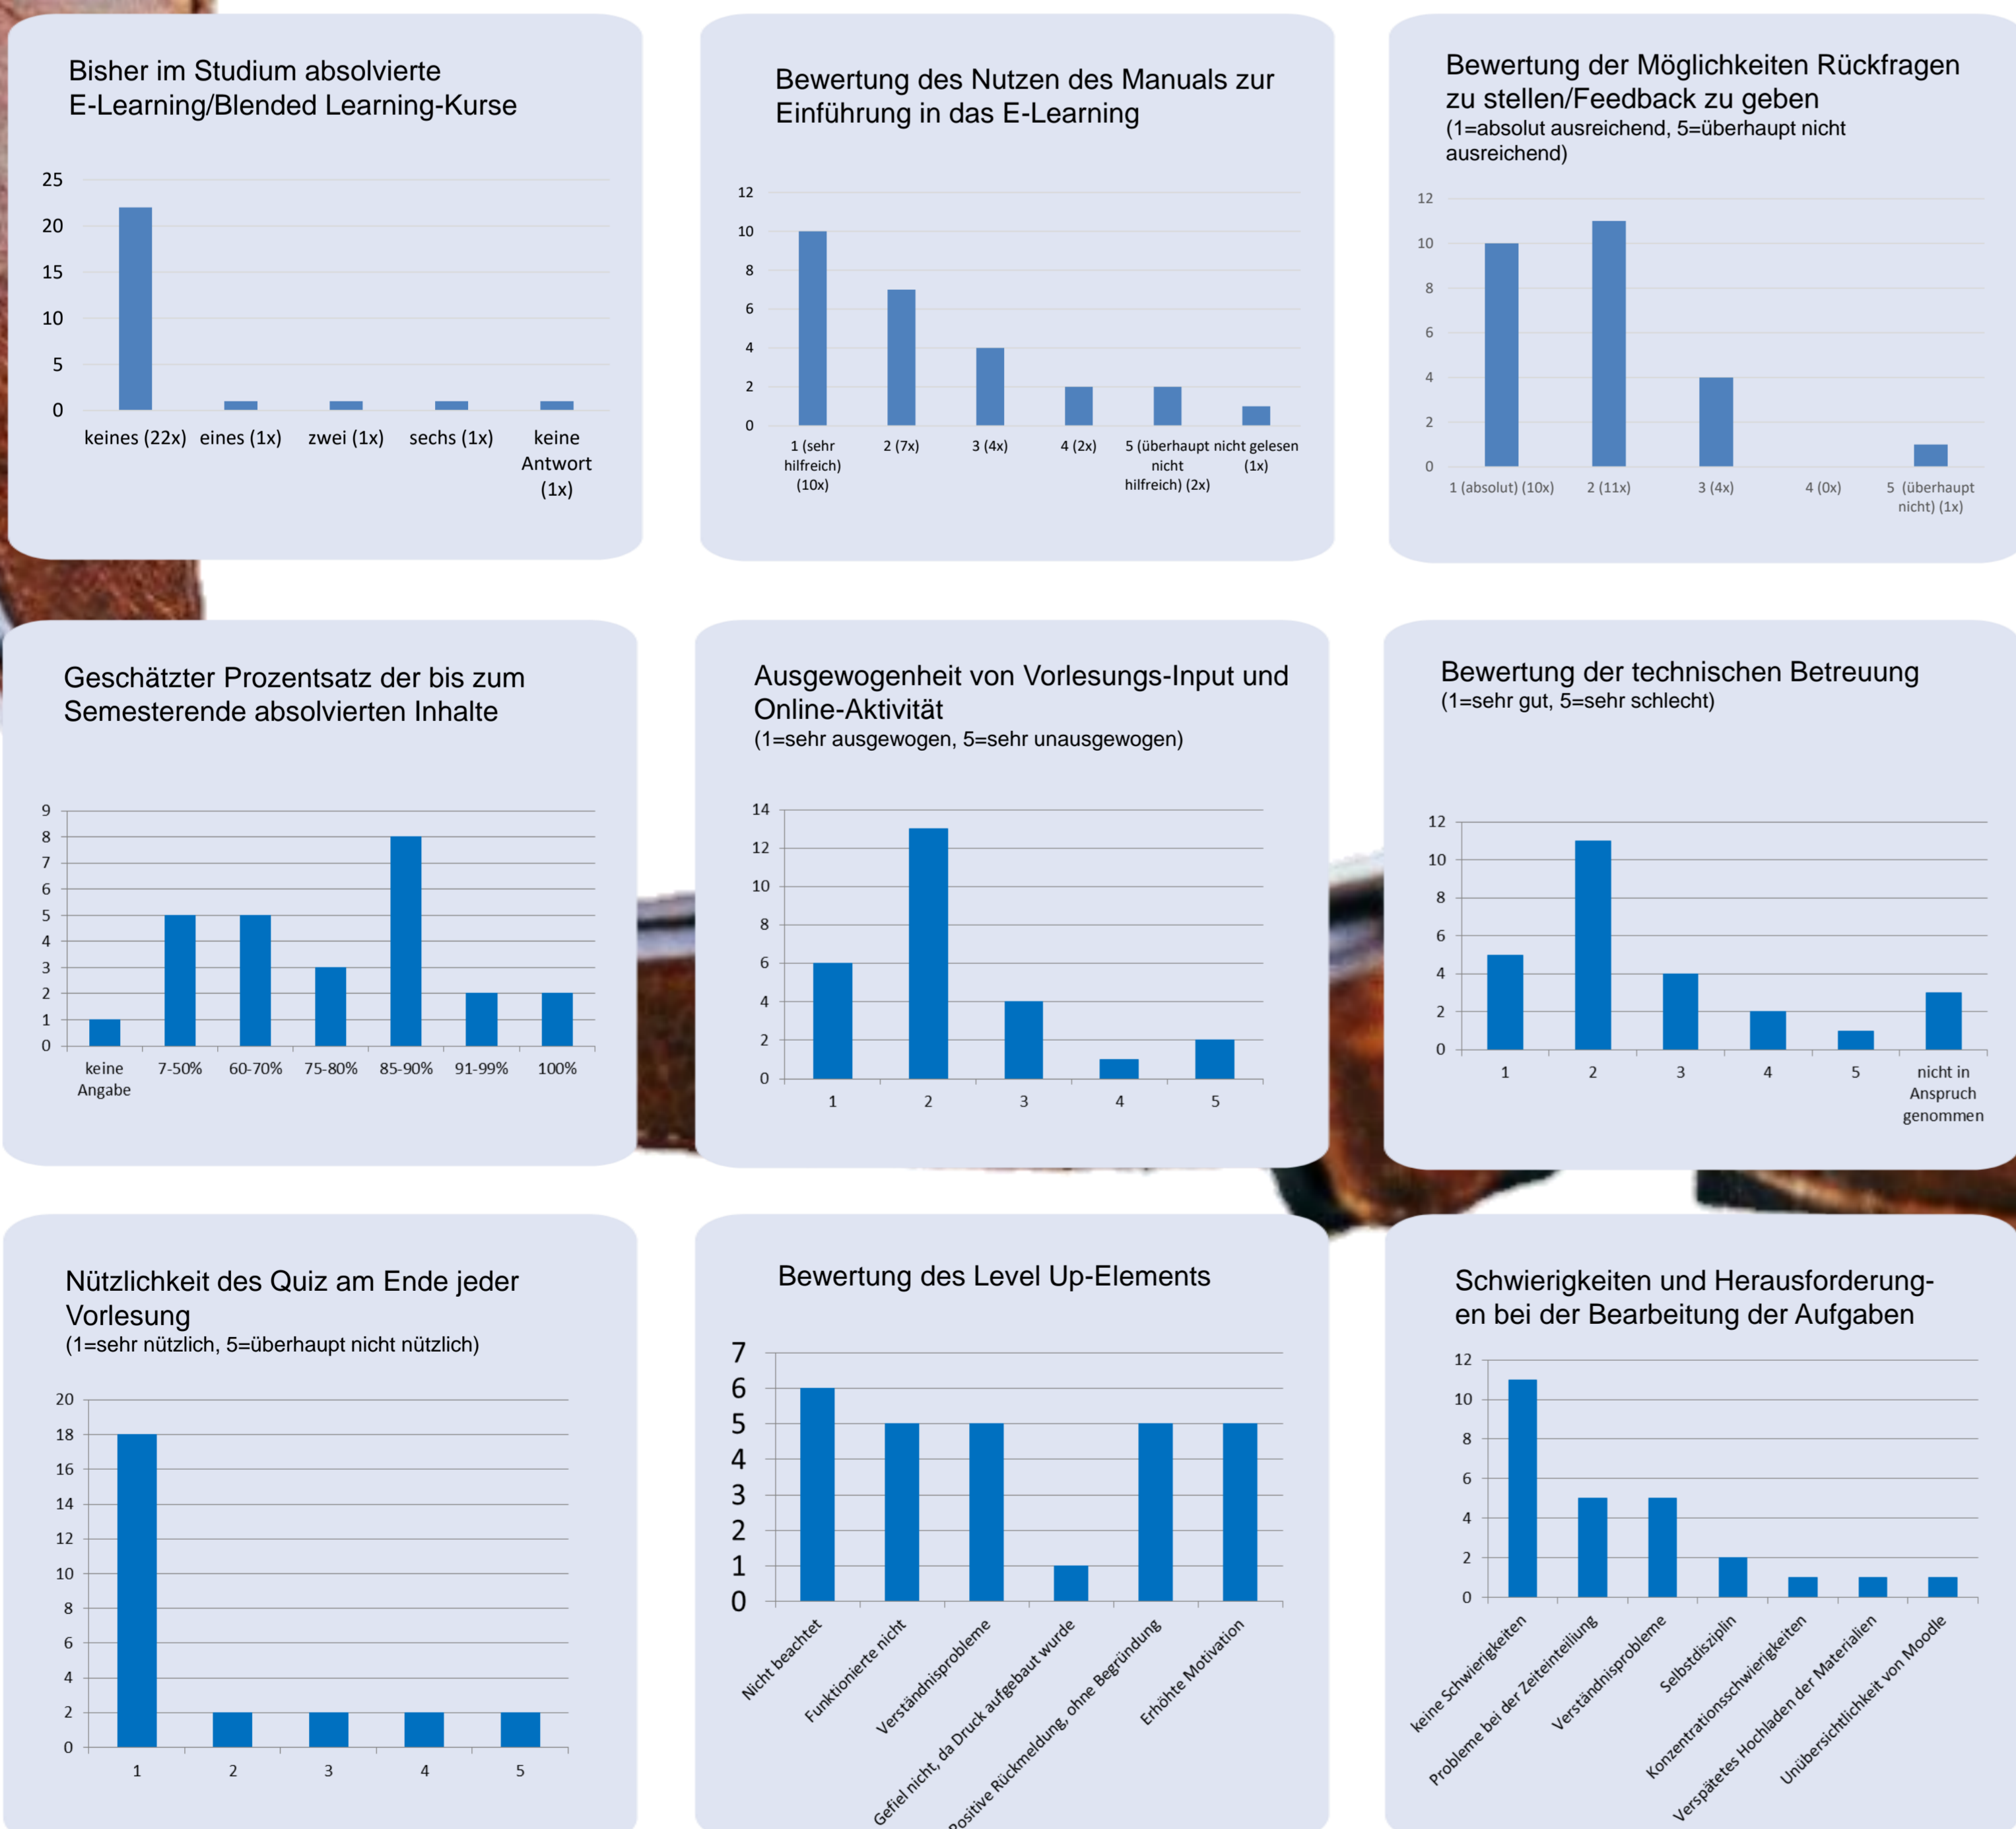 Bisher im Studium absolvierte
E-Learning/Blended Learning-Kurse
25
20
15
10
5
0
keines (22x) eines (1x) zwei (1x) sechs (1x) keine
Antwort
(1x)
Bewertung des Nutzen des Manuals zur
Einführung in das E-Learning
12
10
8
6
4
2
0
1 (sehr 2 (7x) 3 (4x) 4 (2x) 5 (überhaupt nicht gelesen
hilfreich) nicht (1x)
(10x) hilfreich) (2x)
Bewertung der Möglichkeiten Rückfragen
zu stellen/Feedback zu geben
(1=absolut ausreichend, 5=überhaupt nicht
ausreichend)
12
10
8
6
4
2
0
1 (absolut) (10x) 2 (11x) 3 (4x) 4 (0x) 5 (überhaupt
nicht) (1x)
Geschätzter Prozentsatz der bis zum
Semesterende absolvierten Inhalte
9
8
7
6
5
4
3
2
1
0
keine 7-50% 60-70% 75-80% 85-90% 91-99% 100%
Angabe
Ausgewogenheit von Vorlesungs-Input und
Online-Aktivität
(1=sehr ausgewogen, 5=sehr unausgewogen)
14
12
10
8
6
4
2
0
1 2 3 4 5
Bewertung der technischen Betreuung
(1=sehr gut, 5=sehr schlecht)
12
10
8
6
4
2
0
1 2 3 4 5 nicht in
Anspruch
genommen
Nützlichkeit des Quiz am Ende jeder
Vorlesung
(1=sehr nützlich, 5=überhaupt nicht nützlich)
20
18
16
14
12
10
8
6
4
2
0
1 2 3 4 5
Bewertung des Level Up-Elements
7
6
5
4
3
2
1
0
Nicht beachtet
Funktionierte nicht
Verständnisprobleme
Gefiel nicht, da Druck aufgebaut wurde
Positive Rückmeldung, ohne Begründung
Erhöhte Motivation
Schwierigkeiten und Herausforderung-
en bei der Bearbeitung der Aufgaben
12
10
8
6
4
2
0
keine Schwierigkeiten
Probleme bei der Zeiteinteiliung
Verständnisprobleme
Selbstdisziplin
Konzentrationsschwierigkeiten
Verspätetes Hochladen der Materialien
Unübersichtlichkeit von Moodle